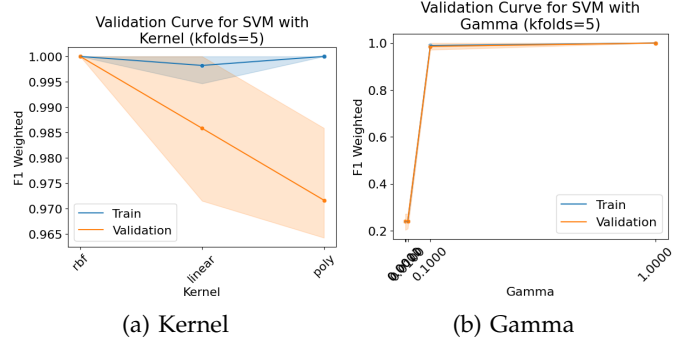 Validation Curve for SVM with
Kernel (kfolds=5)
F1 Weighted
1.000
0.995
0.990
0.985
0.980
0.975
0.970
0.965
Train
Validation
rbf
linear
poly
Kernel
(a) Kernel
Validation Curve for SVM with
Gamma (kfolds=5)
F1 Weighted
1.0
0.8
0.6
0.4
0.2
Train
Validation
0.1000
1.0000
Gamma
(b) Gamma